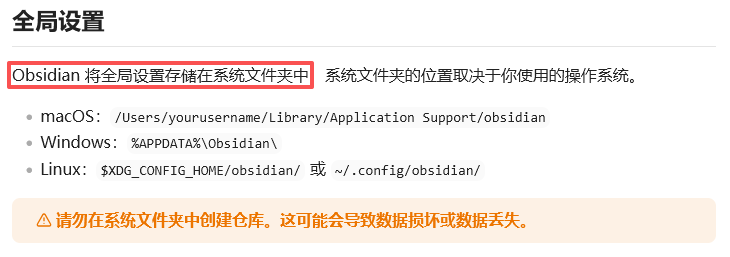 全局设置
Obsidian 将全局设置存储在系统文件夹中 系统文件夹的位置取决于你使用的操作系统。
macOS：/Users/yourusername/Library/Application Support/obsidian
Windows：%APPDATA%\Obsidian\
Linux：$XDG_CONFIG_HOME/obsidian/ 或 ~/.config/obsidian/
请勿在系统文件夹中创建仓库。这可能会导致数据损坏或数据丢失。